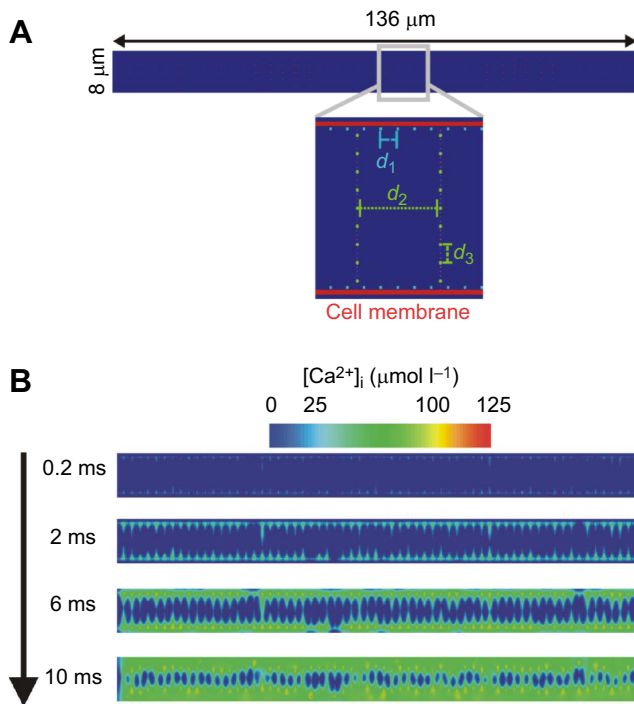 A
136 µm
8 µm
d1
d2
d3
Cell membrane
B
[Ca2+]i (µmol l−1)
0 25 100 125
0.2 ms
2 ms
6 ms
10 ms